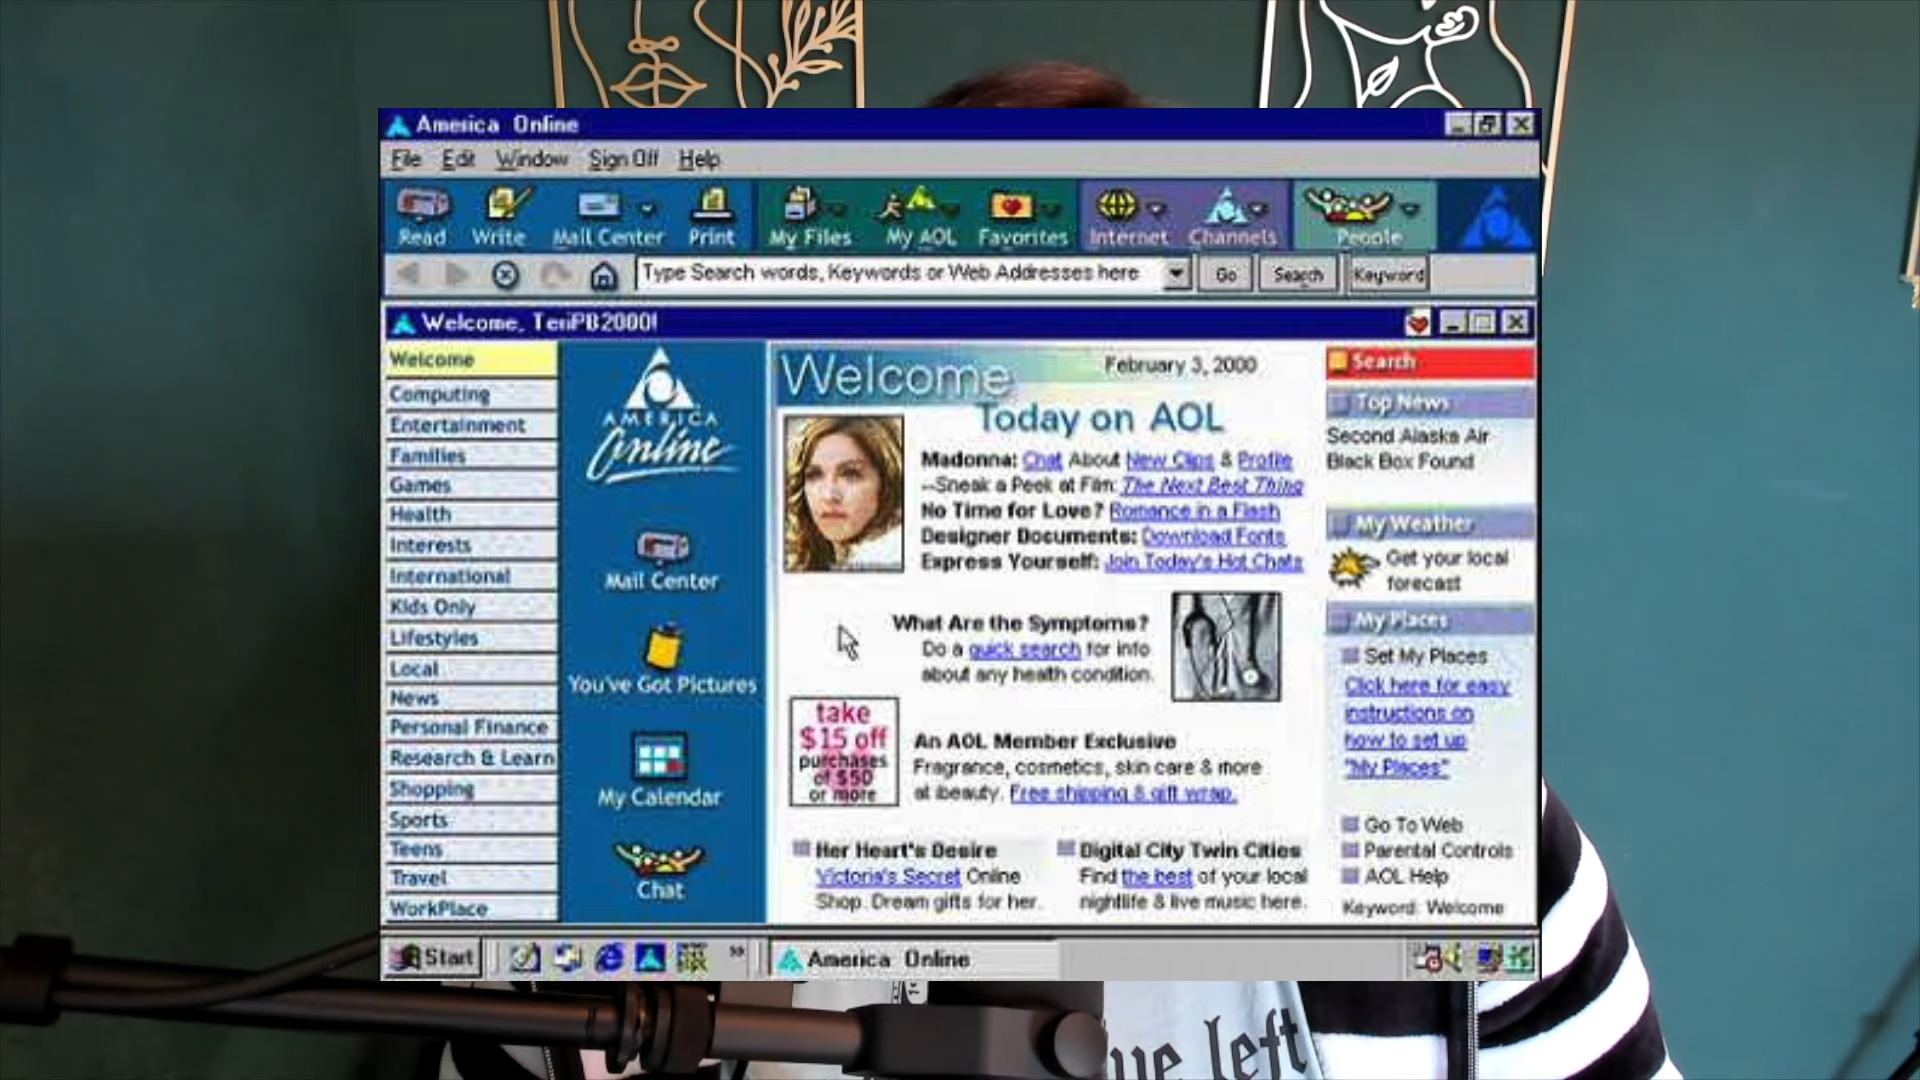 America Online
File Edit Window Sign Off Help
Read Write Mail Center Print My Files My AOL Favorites Internet Channels People
Type Search words, Keywords or Web Addresses here Go Search Keyword
Welcome, TeriPB2000!
Welcome
Computing
Entertainment
Families
Games
Health
Interests
International
Kids Only
Lifestyles
Local
News
Personal Finance
Research & Learn
Shopping
Sports
Teens
Travel
WorkPlace
AMERICA
Online
Mail Center
You've Got Pictures
My Calendar
Chat
Welcome
February 3, 2000
Today on AOL
Madonna: Chat About New Clips & Profile
--Sneak a Peek at Film: The Next Best Thing
No Time for Love? Romance in a Flash
Designer Documents: Download Fonts
Express Yourself: Join Today's Hot Chats
What Are the Symptoms?
Do a quick search for info
about any health condition.
take
$15 off
purchases
of $50
or more
An AOL Member Exclusive
Fragrance, cosmetics, skin care & more
at ibeauty. Free shipping & gift wrap.
Her Heart's Desire
Victoria's Secret Online
Shop. Dream gifts for her.
Digital City Twin Cities
Find the best of your local
nightlife & live music here.
Search
Top News
Second Alaska Air
Black Box Found
My Weather
Get your local
forecast
My Places
Set My Places
Click here for easy
instructions on
how to set up
"My Places"
Go To Web
Parental Controls
AOL Help
Keyword: Welcome
Start America Online
left